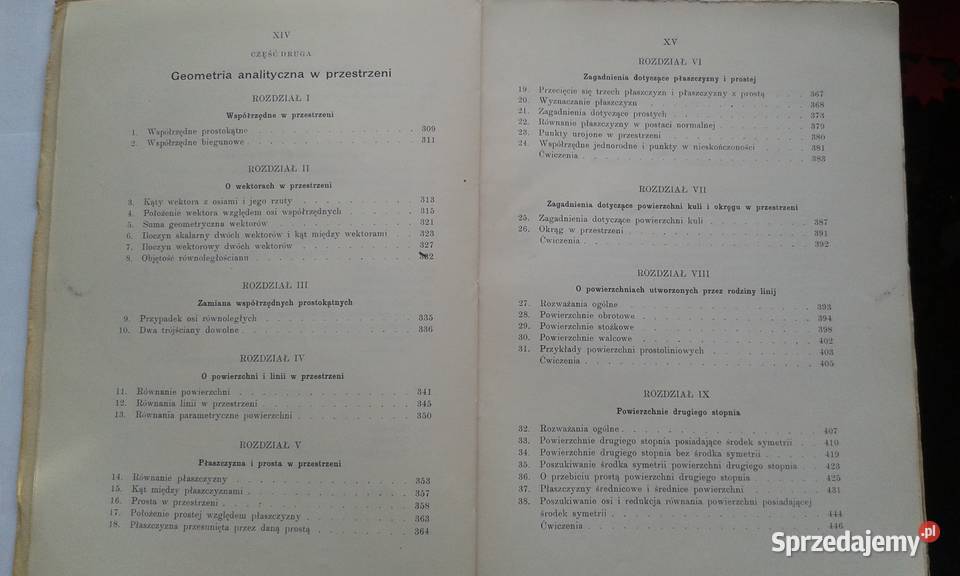 XIV
CZĘŚĆ DRUGA
Geometria analityczna w przestrzeni
ROZDZIAŁ I
Współrzędne w przestrzeni
1. Współrzędne prostokątne . 309
2. Współrzędne biegunowe . 311
ROZDZIAŁ II
O wektorach w przestrzeni
3. Kąty wektora z osiami i jego rzuty . 313
4. Położenie wektora względem osi współrzędnych . 315
5. Suma geometryczna wektorów . 321
6. Iloczyn skalarny dwóch wektorów i kąt między wektorami . 323
7. Iloczyn wektorowy dwóch wektorów . 327
8. Objętość równoległościanu . 332
ROZDZIAŁ III
Zamiana współrzędnych prostokątnych
9. Przypadek osi równoległych . 335
10. Dwa trójściany dowolne . 336
ROZDZIAŁ IV
O powierzchni i linii w przestrzeni
11. Równanie powierzchni . 341
12. Równania linii w przestrzeni . 345
13. Równania parametryczne powierzchni . 350
ROZDZIAŁ V
Płaszczyzna i prosta w przestrzeni
14. Równanie płaszczyzny . 353
15. Kąt między płaszczyznami . 357
16. Prosta w przestrzeni . 358
17. Położenie prostej względem płaszczyzny . 363
18. Płaszczyzna przesunięta przez daną prostą . 364
XV
ROZDZIAŁ VI
Zagadnienia dotyczące płaszczyzny i prostej
19. Przecięcie się trzech płaszczyzn i płaszczyzny z prostą . 367
20. Wyznaczanie płaszczyzn . 368
21. Zagadnienia dotyczące prostych . 373
22. Równanie płaszczyzny w postaci normalnej . 379
23. Punkty urojone w przestrzeni . 380
24. Współrzędne jednorodne i punkty w nieskończoności . 381
Ćwiczenia . 383
ROZDZIAŁ VII
Zagadnienia dotyczące powierzchni kuli i okręgu w przestrzeni
25. Zagadnienia dotyczące powierzchni kuli . 387
26. Okrąg w przestrzeni . 391
Ćwiczenia . 392
ROZDZIAŁ VIII
O powierzchniach utworzonych przez rodziny linij
27. Rozważania ogólne . 393
28. Powierzchnie obrotowe . 394
29. Powierzchnie stożkowe . 398
30. Powierzchnie walcowe . 402
31. Przykłady powierzchni prostoliniowych . 403
Ćwiczenia . 405
ROZDZIAŁ IX
Powierzchnie drugiego stopnia
32. Rozważania ogólne . 407
33. Powierzchnie drugiego stopnia posiadające środek symetrii . 410
34. Powierzchnie drugiego stopnia bez środka symetrii . 419
35. Poszukiwanie środka symetrii powierzchni drugiego stopnia . 423
36. O przebiciu prostą powierzchni drugiego stopnia . 425
37. Płaszczyzny średnicowe i średnice powierzchni . 431
38. Poszukiwanie osi i redukcja równania powierzchni posiadającej
środek symetrii . 444
Ćwiczenia . 446
Sprzedajemy.pl